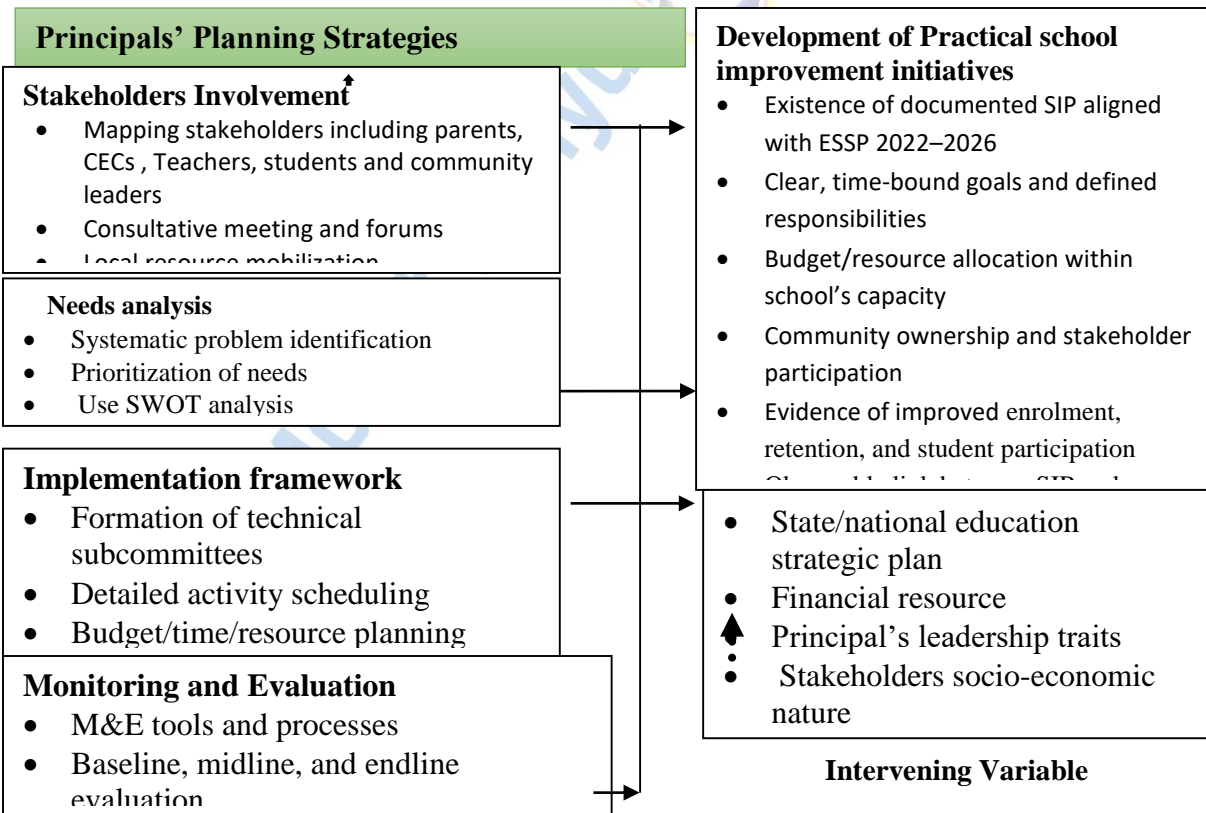 Principals’ Planning Strategies
Stakeholders Involvement
• Mapping stakeholders including parents,
CECs , Teachers, students and community
leaders
• Consultative meeting and forums
• Local resource mobilization
Needs analysis
• Systematic problem identification
• Prioritization of needs
• Use SWOT analysis
Implementation framework
• Formation of technical
subcommittees
• Detailed activity scheduling
• Budget/time/resource planning
Monitoring and Evaluation
• M&E tools and processes
• Baseline, midline, and endline
evaluation
Development of Practical school
improvement initiatives
• Existence of documented SIP aligned
with ESSP 2022–2026
• Clear, time-bound goals and defined
responsibilities
• Budget/resource allocation within
school’s capacity
• Community ownership and stakeholder
participation
• Evidence of improved enrolment,
retention, and student participation
• State/national education
strategic plan
• Financial resource
• Principal’s leadership traits
• Stakeholders socio-economic
nature
Intervening Variable